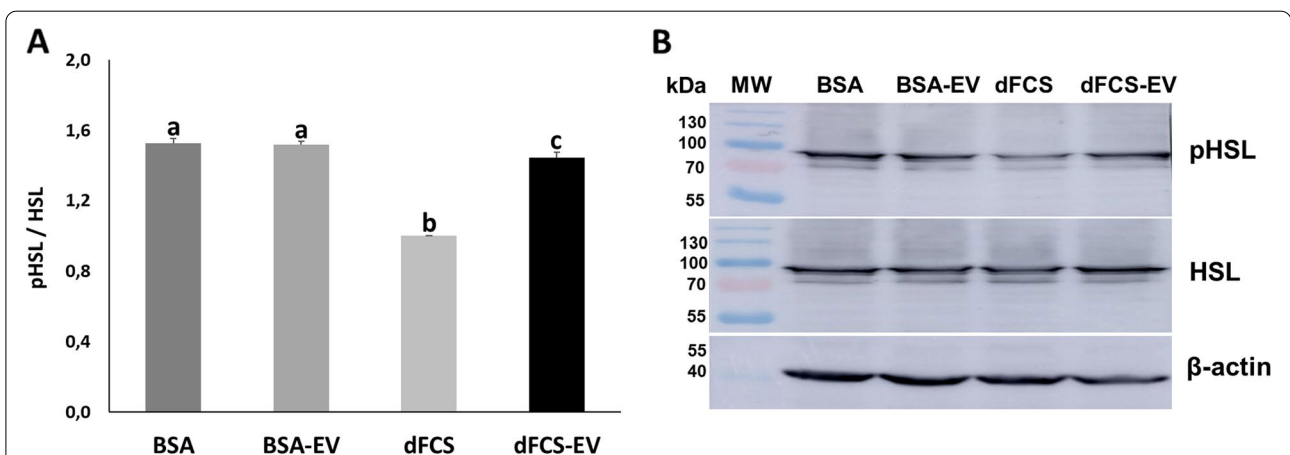 A
2,0
1,6
1,2
0,8
0,4
0,0
pHSL / HSL
a
a
b
c
BSA
BSA-EV
dFCS
dFCS-EV
B
kDa MW BSA BSA-EV dFCS dFCS-EV
130
100
70
55
pHSL
130
100
70
55
HSL
55
40
β-actin